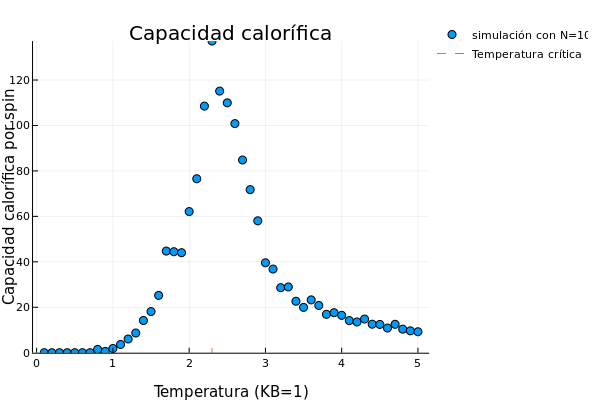 Capacidad calorífica
simulación con N=10
Temperatura crítica
Capacidad calorífica por spin
120
100
80
60
40
20
0
0 1 2 3 4 5
Temperatura (KB=1)